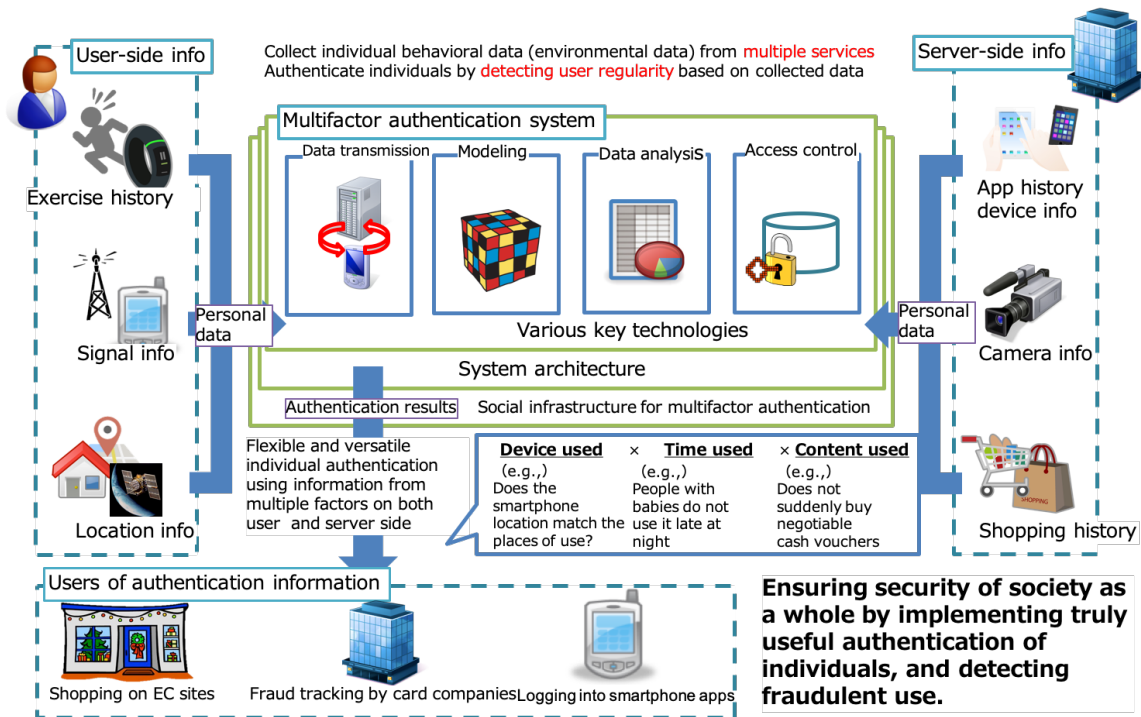 User-side info
Collect individual behavioral data (environmental data) from multiple services
Authenticate individuals by detecting user regularity based on collected data
Server-side info
Multifactor authentication system
Data transmission
Modeling
Data analysis
Access control
Exercise history
App history
device info
Personal
data
Various key technologies
Personal
data
Signal info
Camera info
System architecture
Authentication results
Social infrastructure for multifactor authentication
Flexible and versatile
individual authentication
using information from
multiple factors on both
user and server side
Device used × Time used × Content used
(e.g.,)
Does the
smartphone
location match the
places of use?
(e.g.,)
People with
babies do not
use it late at
night
(e.g.,)
Does not
suddenly buy
negotiable
cash vouchers
Location info
SHOPPING
Shopping history
Users of authentication information
Shopping on EC sites
Fraud tracking by card companies
Logging into smartphone apps
Ensuring security of society as
a whole by implementing truly
useful authentication of
individuals, and detecting
fraudulent use.